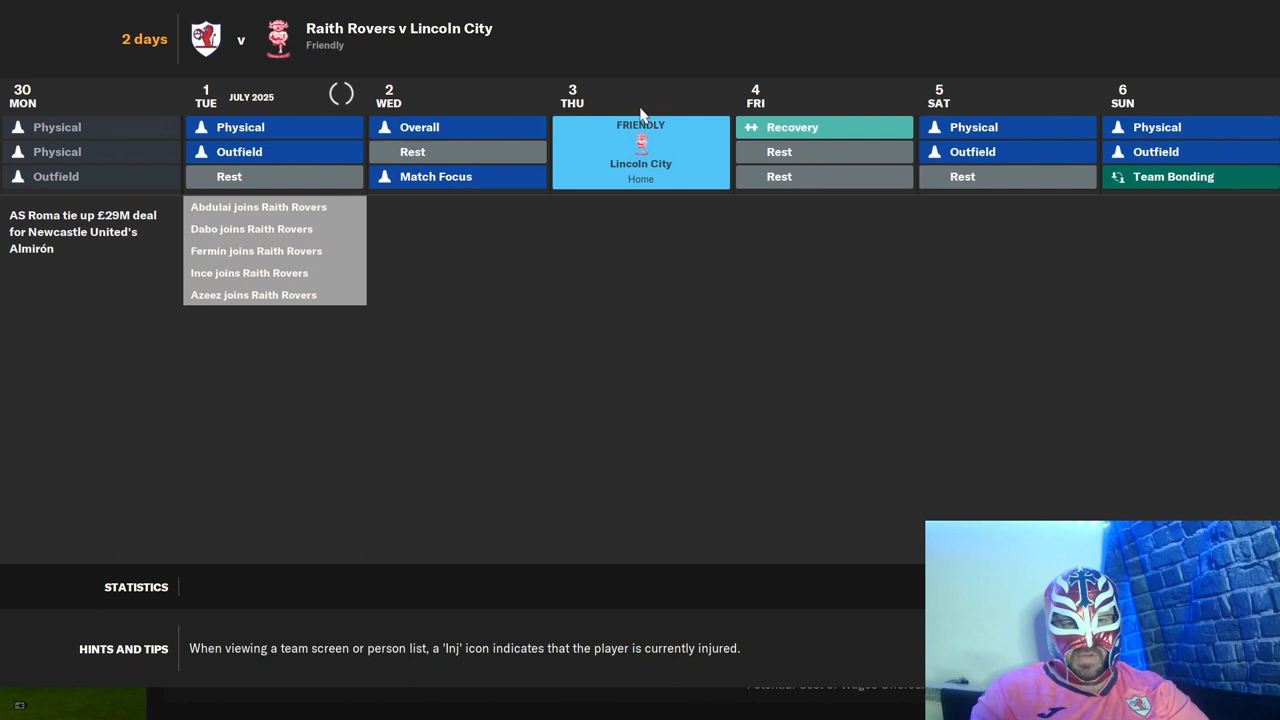 2 days
v
Raith Rovers v Lincoln City
Friendly
30
MON
1
TUE
JULY 2025
2
WED
3
THU
4
FRI
5
SAT
6
SUN
Physical
Physical
Outfield
Physical
Outfield
Rest
Overall
Rest
Match Focus
FRIENDLY
Lincoln City
Home
Recovery
Rest
Rest
Physical
Outfield
Rest
Physical
Outfield
Team Bonding
AS Roma tie up £29M deal
for Newcastle United's
Almirón
Abdulai joins Raith Rovers
Dabo joins Raith Rovers
Fermín joins Raith Rovers
Ince joins Raith Rovers
Azeez joins Raith Rovers
STATISTICS
HINTS AND TIPS
When viewing a team screen or person list, a 'Inj' icon indicates that the player is currently injured.